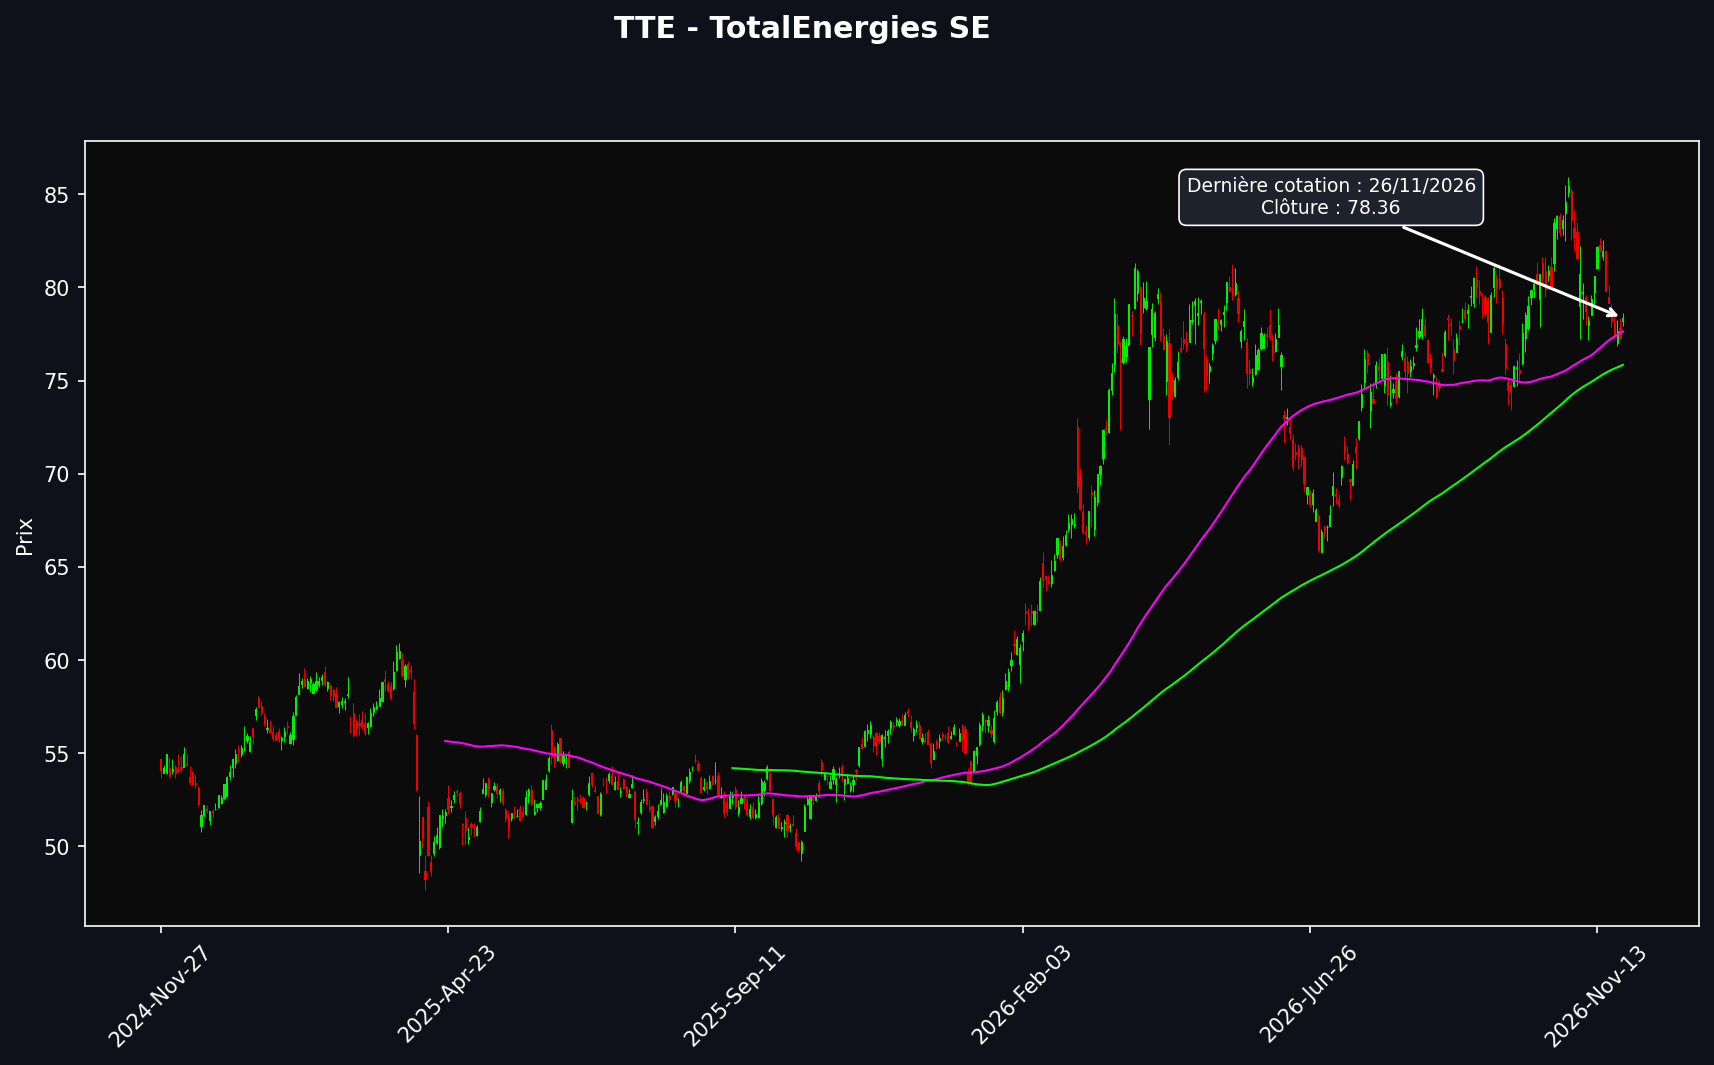 TTE - TotalEnergies SE
Dernière cotation : 26/11/2026
Clôture : 78.36
Prix
85
80
75
70
65
60
55
50
2024-Nov-27
2025-Apr-23
2025-Sep-11
2026-Feb-03
2026-Jun-26
2026-Nov-13